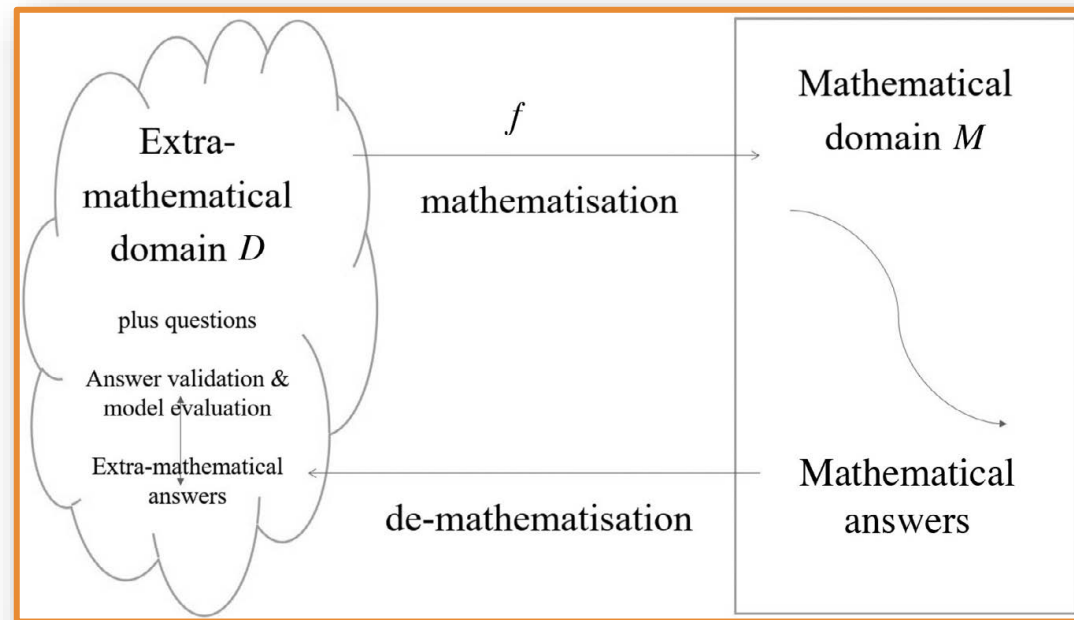 Extra-
mathematical
domain D
plus questions
Answer validation &
model evaluation
Extra-mathematical
answers
f
mathematisation
de-mathematisation
Mathematical
domain M
Mathematical
answers